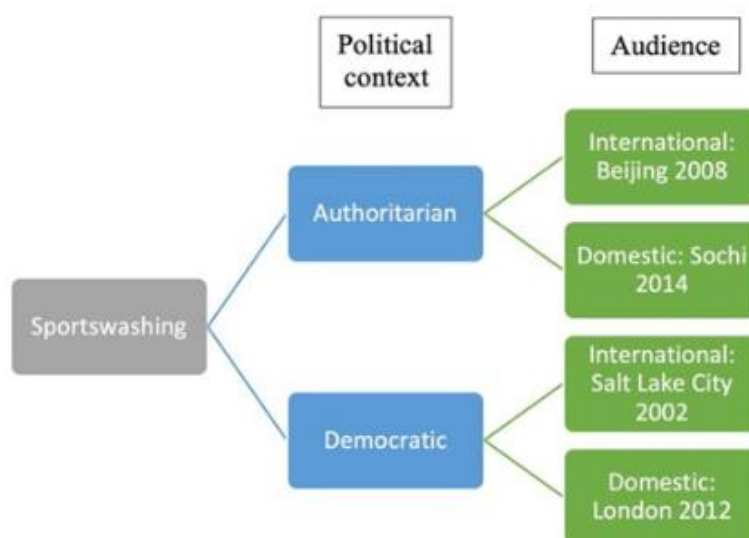 Political
context
Audience
International:
Beijing 2008
Authoritarian
Domestic: Sochi
2014
Sportswashing
International:
Salt Lake City
2002
Democratic
Domestic:
London 2012